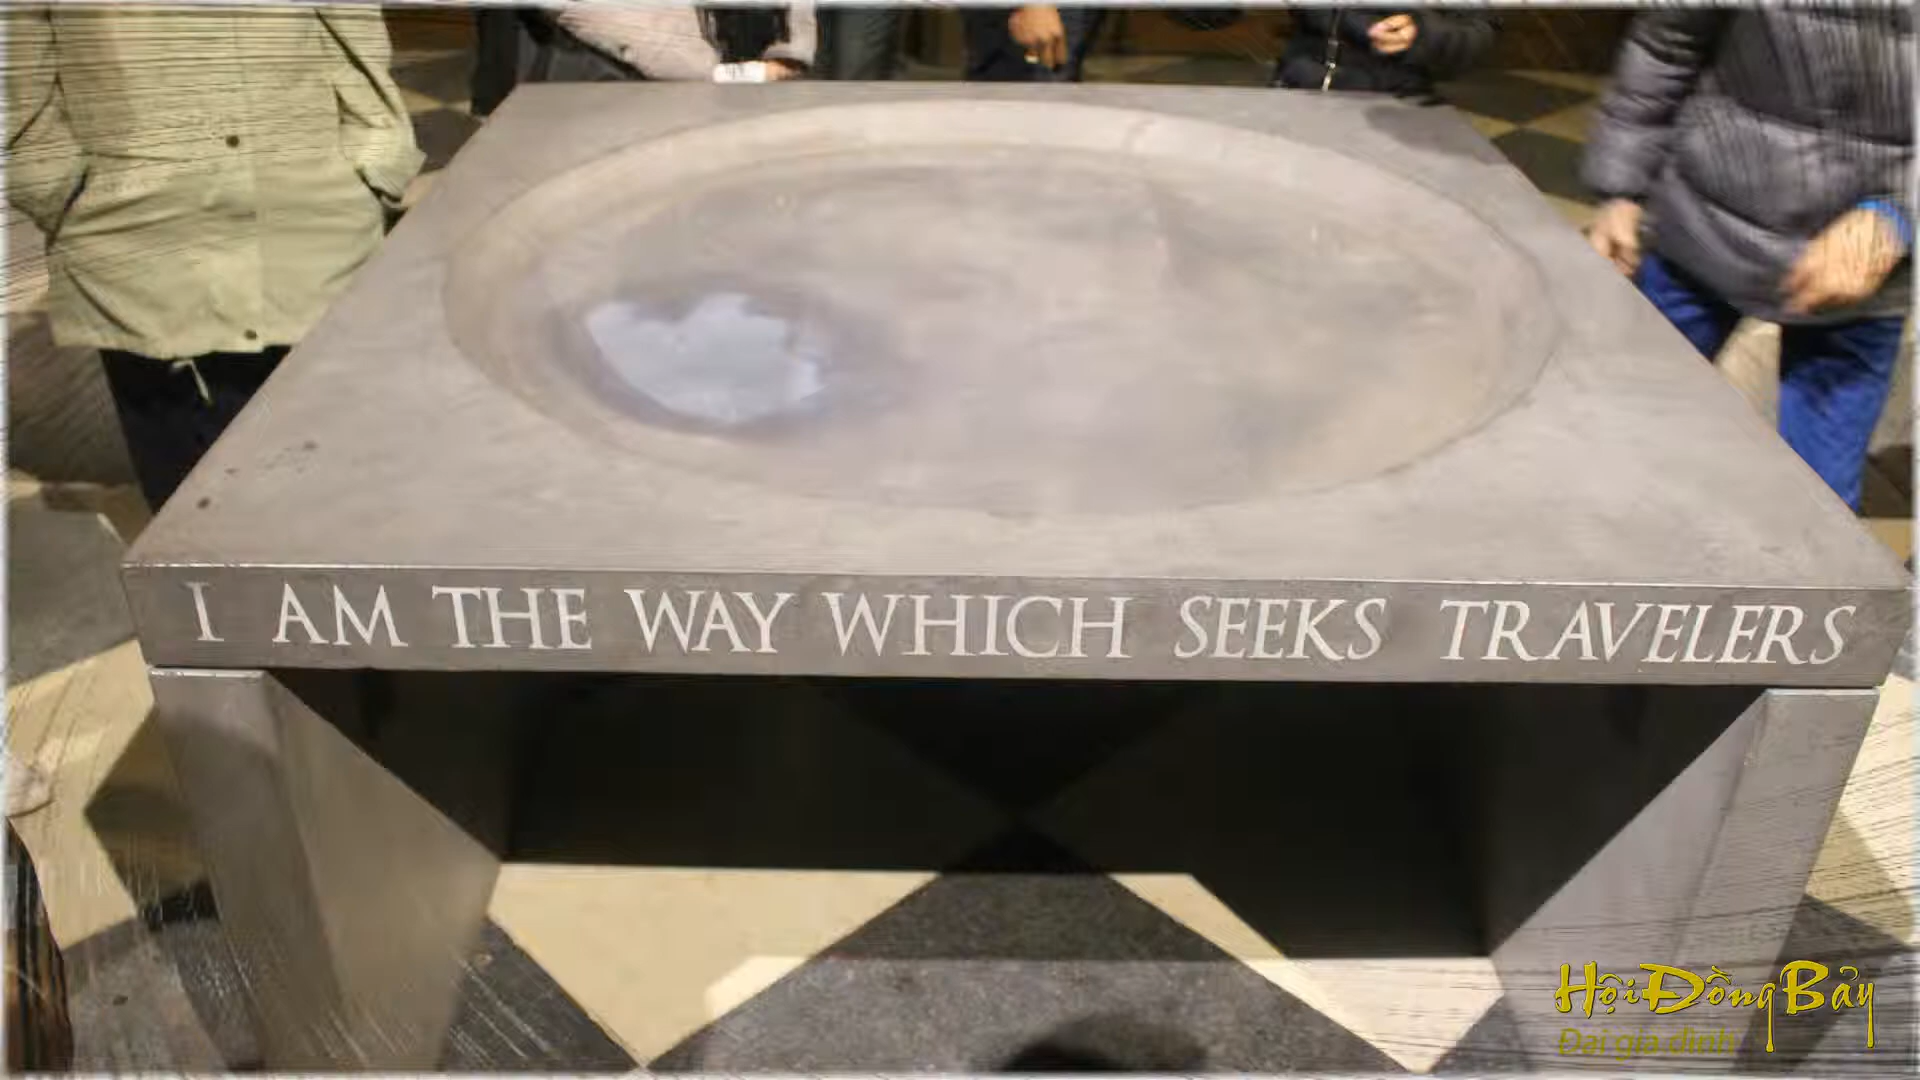 I AM THE WAY WHICH SEEKS TRAVELERS
Hội Đồng Bảy
Đại gia đình